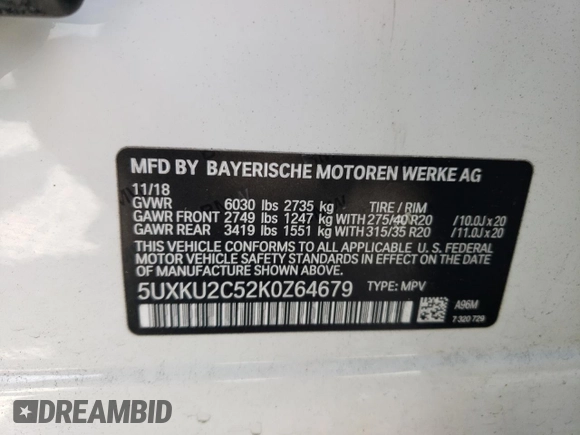 MFD BY BAYERISCHE MOTOREN WERKE AG
11/18
GVWR 6030 lbs 2735 kg TIRE / RIM
GAWR FRONT 2749 lbs 1247 kg WITH 275/40 R20 /10.0J x 20
GAWR REAR 3419 lbs 1551 kg WITH 315/35 R20 /11.0J x 20
THIS VEHICLE CONFORMS TO ALL APPLICABLE U. S. FEDERAL
MOTOR VEHICLE SAFETY STANDARDS IN EFFECT ON THE DATE
OF MANUFACTURE SHOWN ABOVE.
5UXKU2C52K0Z64679 TYPE: MPV
A96M
7 320 729
DREAMBID